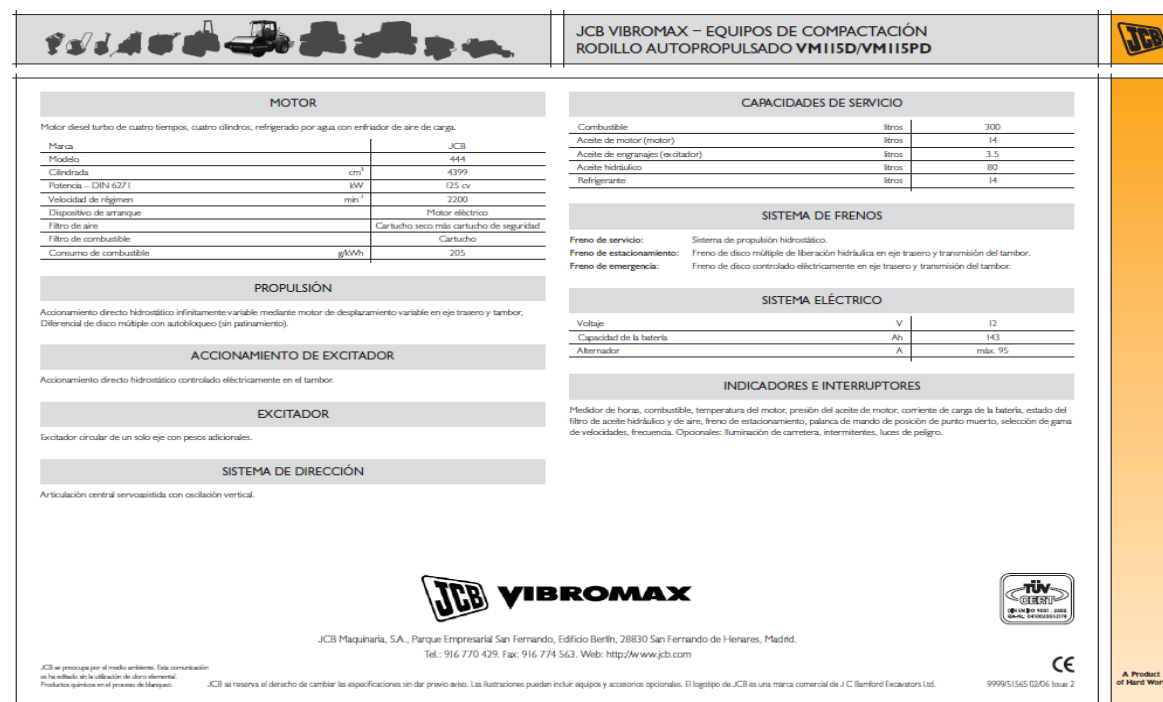 JCB VIBROMAX – EQUIPOS DE COMPACTACIÓN
RODILLO AUTOPROPULSADO VM115D/VM115PD
JCB
MOTOR
Motor diesel turbo de cuatro tiempos, cuatro cilindros, refrigerado por agua con enfriador de aire de carga.
Marca JCB
Modelo 444
Cilindrada cm³ 4399
Potencia – DIN 6271 kW 125 cv
Velocidad de régimen min⁻¹ 2200
Dispositivo de arranque Motor eléctrico
Filtro de aire Cartucho seco más cartucho de seguridad
Filtro de combustible Cartucho
Consumo de combustible g/kWh 205
PROPULSIÓN
Accionamiento directo hidrostático infinitamente variable mediante motor de desplazamiento variable en eje trasero y tambor,
Diferencial de disco múltiple con autobloqueo (sin patinamiento).
ACCIONAMIENTO DE EXCITADOR
Accionamiento directo hidrostático controlado eléctricamente en el tambor.
EXCITADOR
Excitador circular de un solo eje con pesos adicionales.
SISTEMA DE DIRECCIÓN
Articulación central servoasistida con oscilación vertical.
CAPACIDADES DE SERVICIO
Combustible litros 300
Aceite de motor (motor) litros 14
Aceite de engranajes (excitador) litros 3.5
Aceite hidráulico litros 80
Refrigerante litros 14
SISTEMA DE FRENOS
Freno de servicio: Sistema de propulsión hidrostático.
Freno de estacionamiento: Freno de disco múltiple de liberación hidráulica en eje trasero y transmisión del tambor.
Freno de emergencia: Freno de disco controlado eléctricamente en eje trasero y transmisión del tambor.
SISTEMA ELÉCTRICO
Voltaje V 12
Capacidad de la batería Ah 143
Alternador A máx. 95
INDICADORES E INTERRUPTORES
Medidor de horas, combustible, temperatura del motor, presión del aceite de motor, corriente de carga de la batería, estado del
filtro de aceite hidráulico y de aire, freno de estacionamiento, palanca de mando de posición de punto muerto, selección de gama
de velocidades, frecuencia. Opcionales: Iluminación de carretera, intermitentes, luces de peligro.
JCB VIBROMAX
TÜV
CERT
DIN EN ISO 9001 : 2000
JCB Maquinaria, S.A., Parque Empresarial San Fernando, Edificio Berlín, 28830 San Fernando de Henares, Madrid.
Tel.: 916 770 429. Fax: 916 774 563. Web: http://www.jcb.com
JCB se preocupa por el medio ambiente. Esta comunicación
se ha editado sin la utilización de cloro elemental.
Productos químicos en el proceso de blanqueo.
JCB se reserva el derecho de cambiar las especificaciones sin dar previo aviso. Las ilustraciones pueden incluir equipos y accesorios opcionales. El logotipo de JCB es una marca comercial de J C Bamford Excavators Ltd.
CE
9999/5156S 02/06 Issue 2
A Product
of Hard Wor